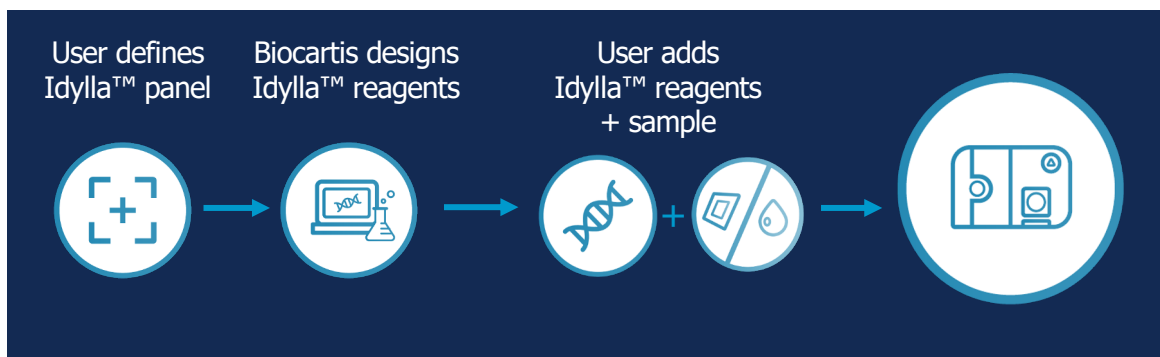 User defines
Idylla™ panel
Biocartis designs
Idylla™ reagents
User adds
Idylla™ reagents
+ sample
+